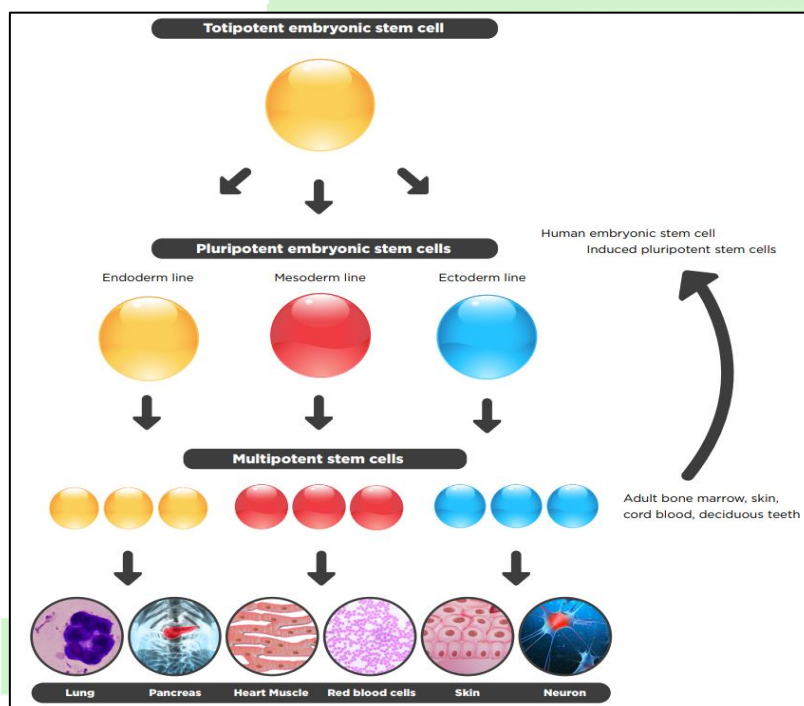 Totipotent embryonic stem cell
Pluripotent embryonic stem cells
Human embryonic stem cell
Induced pluripotent stem cells
Endoderm line
Mesoderm line
Ectoderm line
Multipotent stem cells
Adult bone marrow, skin,
cord blood, deciduous teeth
Lung
Pancreas
Heart Muscle
Red blood cells
Skin
Neuron